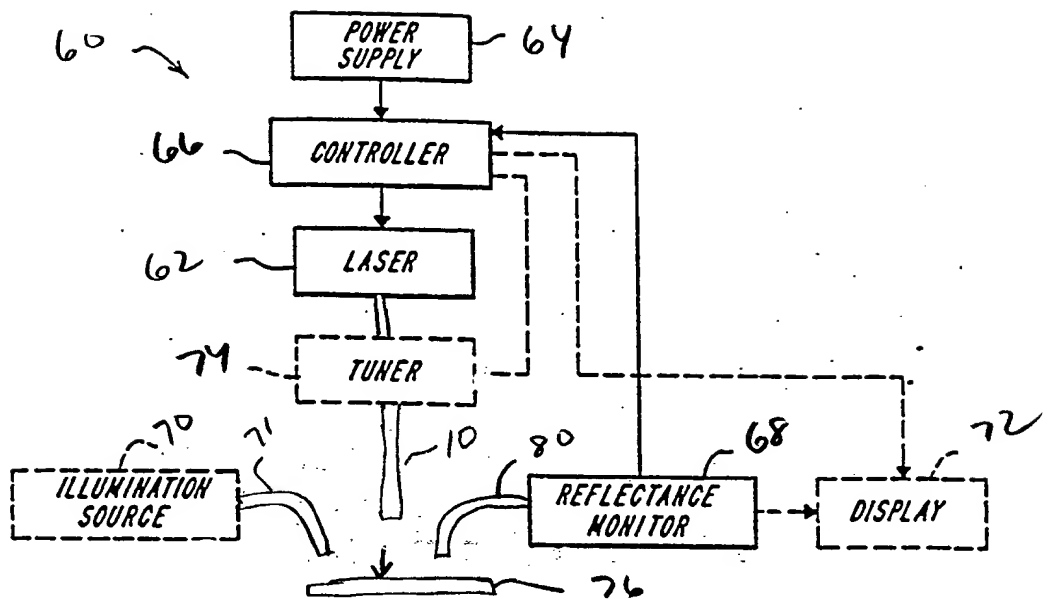 60
POWER
SUPPLY
64
66
CONTROLLER
62
LASER
74
TUNER
70
71
10
80
68
72
ILLUMINATION
SOURCE
REFLECTANCE
MONITOR
DISPLAY
76